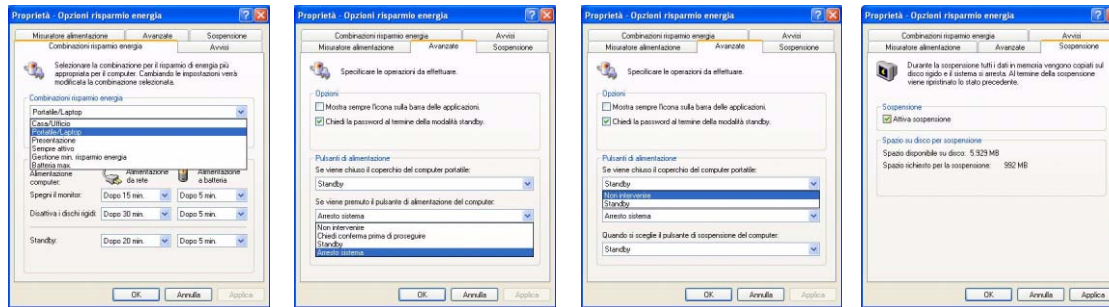 Proprietà - Opzioni risparmio energia
Misuratore alimentazione Avanzate Sospensione
Combinazioni risparmio energia Avvisi
Selezionare la combinazione per il risparmio di energia più
appropriata per il computer. Cambiando le impostazioni verrà
modificata la combinazione selezionata.
Combinazioni risparmio energia
Portatile/Laptop
Casa/Ufficio
Portatile/Laptop
Presentazione
Sempre attivo
Gestione min. risparmio energia
Batteria max.
Alimentazione computer: Alimentazione da rete Alimentazione a batteria
Spegni il monitor: Dopo 15 min. Dopo 5 min.
Disattiva i dischi rigidi: Dopo 30 min. Dopo 5 min.
Standby: Dopo 20 min. Dopo 5 min.
OK Annulla Applica
Proprietà - Opzioni risparmio energia
Combinazioni risparmio energia Avvisi
Misuratore alimentazione Avanzate Sospensione
Specificare le operazioni da effettuare.
Opzioni
Mostra sempre l'icona sulla barra delle applicazioni.
Chiedi la password al termine della modalità standby.
Pulsanti di alimentazione
Se viene chiuso il coperchio del computer portatile:
Standby
Se viene premuto il pulsante di alimentazione del computer:
Arresto sistema
Non intervenire
Chiedi conferma prima di proseguire
Standby
Arresto sistema
OK Annulla Applica
Proprietà - Opzioni risparmio energia
Combinazioni risparmio energia Avvisi
Misuratore alimentazione Avanzate Sospensione
Specificare le operazioni da effettuare.
Opzioni
Mostra sempre l'icona sulla barra delle applicazioni.
Chiedi la password al termine della modalità standby.
Pulsanti di alimentazione
Se viene chiuso il coperchio del computer portatile:
Standby
Non intervenire
Standby
Arresto sistema
Quando si sceglie il pulsante di sospensione del computer:
Standby
OK Annulla Applica
Proprietà - Opzioni risparmio energia
Combinazioni risparmio energia Avvisi
Misuratore alimentazione Avanzate Sospensione
Durante la sospensione tutti i dati in memoria vengono copiati sul
disco rigido e il sistema si arresta. Al termine della sospensione
viene ripristinato lo stato precedente.
Sospensione
Attiva sospensione
Spazio su disco per sospensione
Spazio disponibile su disco: 5.929 MB
Spazio richiesto per la sospensione: 992 MB
OK Annulla Applica